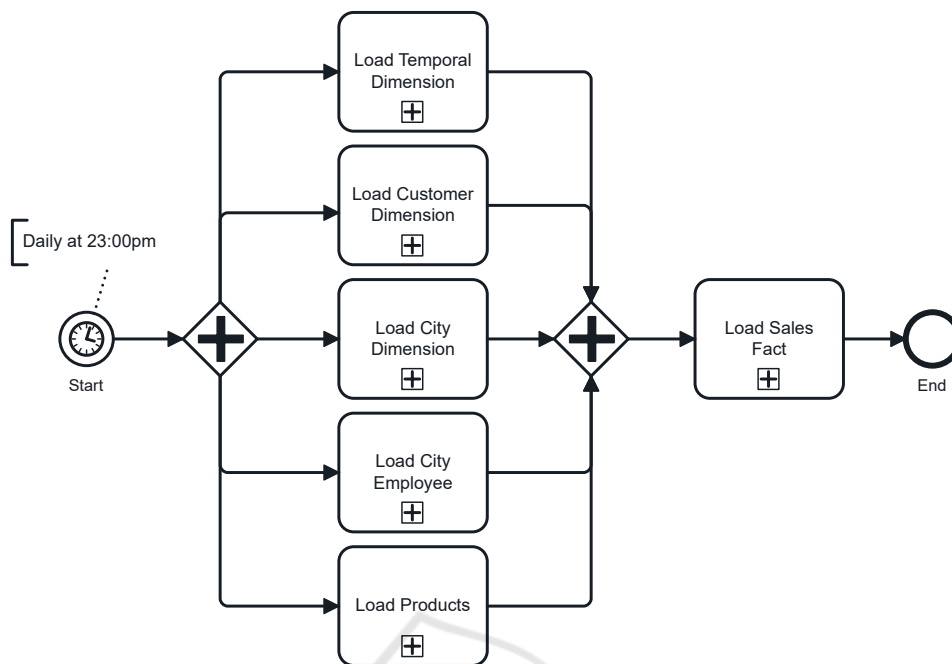 Load Temporal
Dimension
Load Customer
Dimension
Daily at 23:00pm
Load City
Dimension
Load Sales
Fact
Start
End
Load City
Employee
Load Products